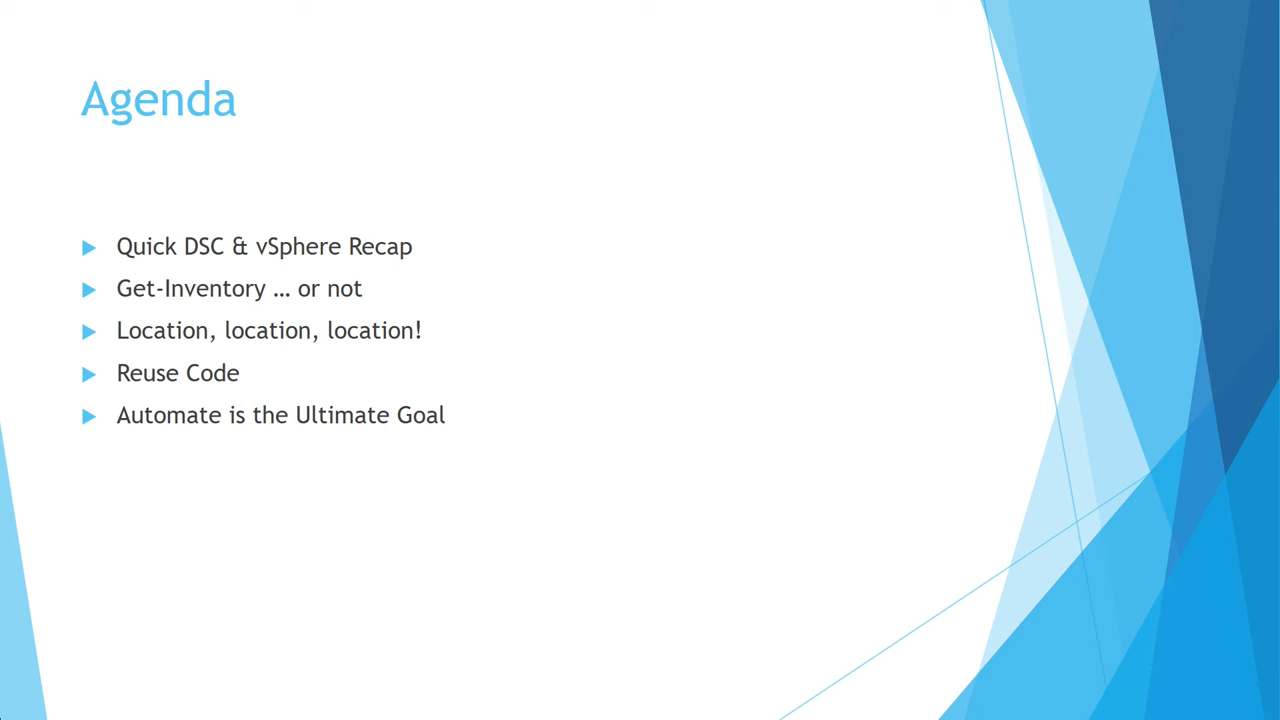 Agenda
Quick DSC & vSphere Recap
Get-Inventory … or not
Location, location, location!
Reuse Code
Automate is the Ultimate Goal